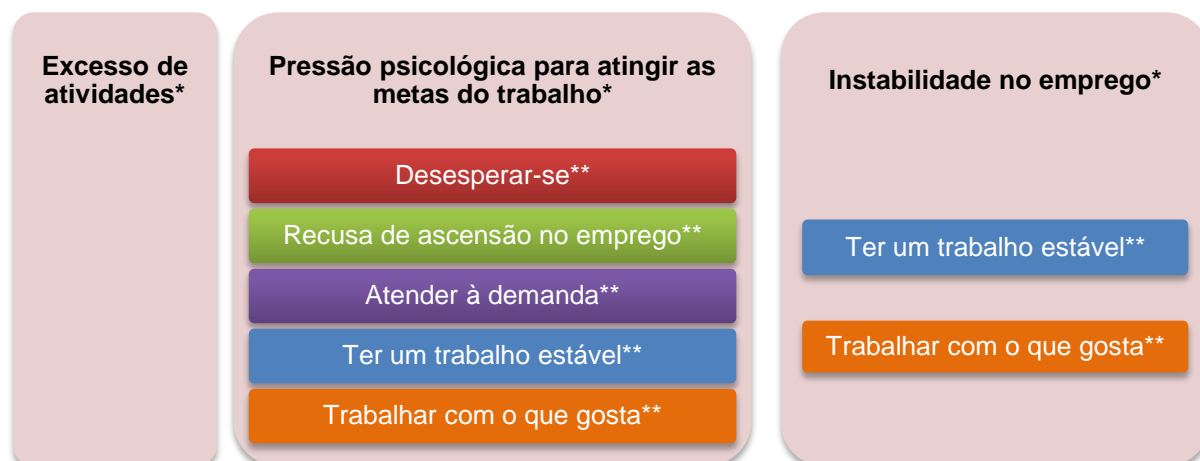 Excesso de
atividades*
Pressão psicológica para atingir as
metas do trabalho*
Desesperar-se**
Recusa de ascensão no emprego**
Atender à demanda**
Ter um trabalho estável**
Trabalhar com o que gosta**
Instabilidade no emprego*
Ter um trabalho estável**
Trabalhar com o que gosta**